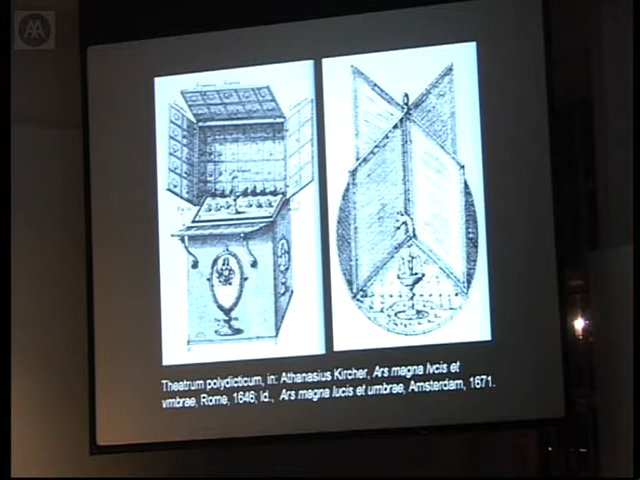 AA
Theatrum polydicticum, in: Athanasius Kircher, Ars magna lvcis et
vmbrae, Rome, 1646; Id., Ars magna lucis et umbrae, Amsterdam, 1671.